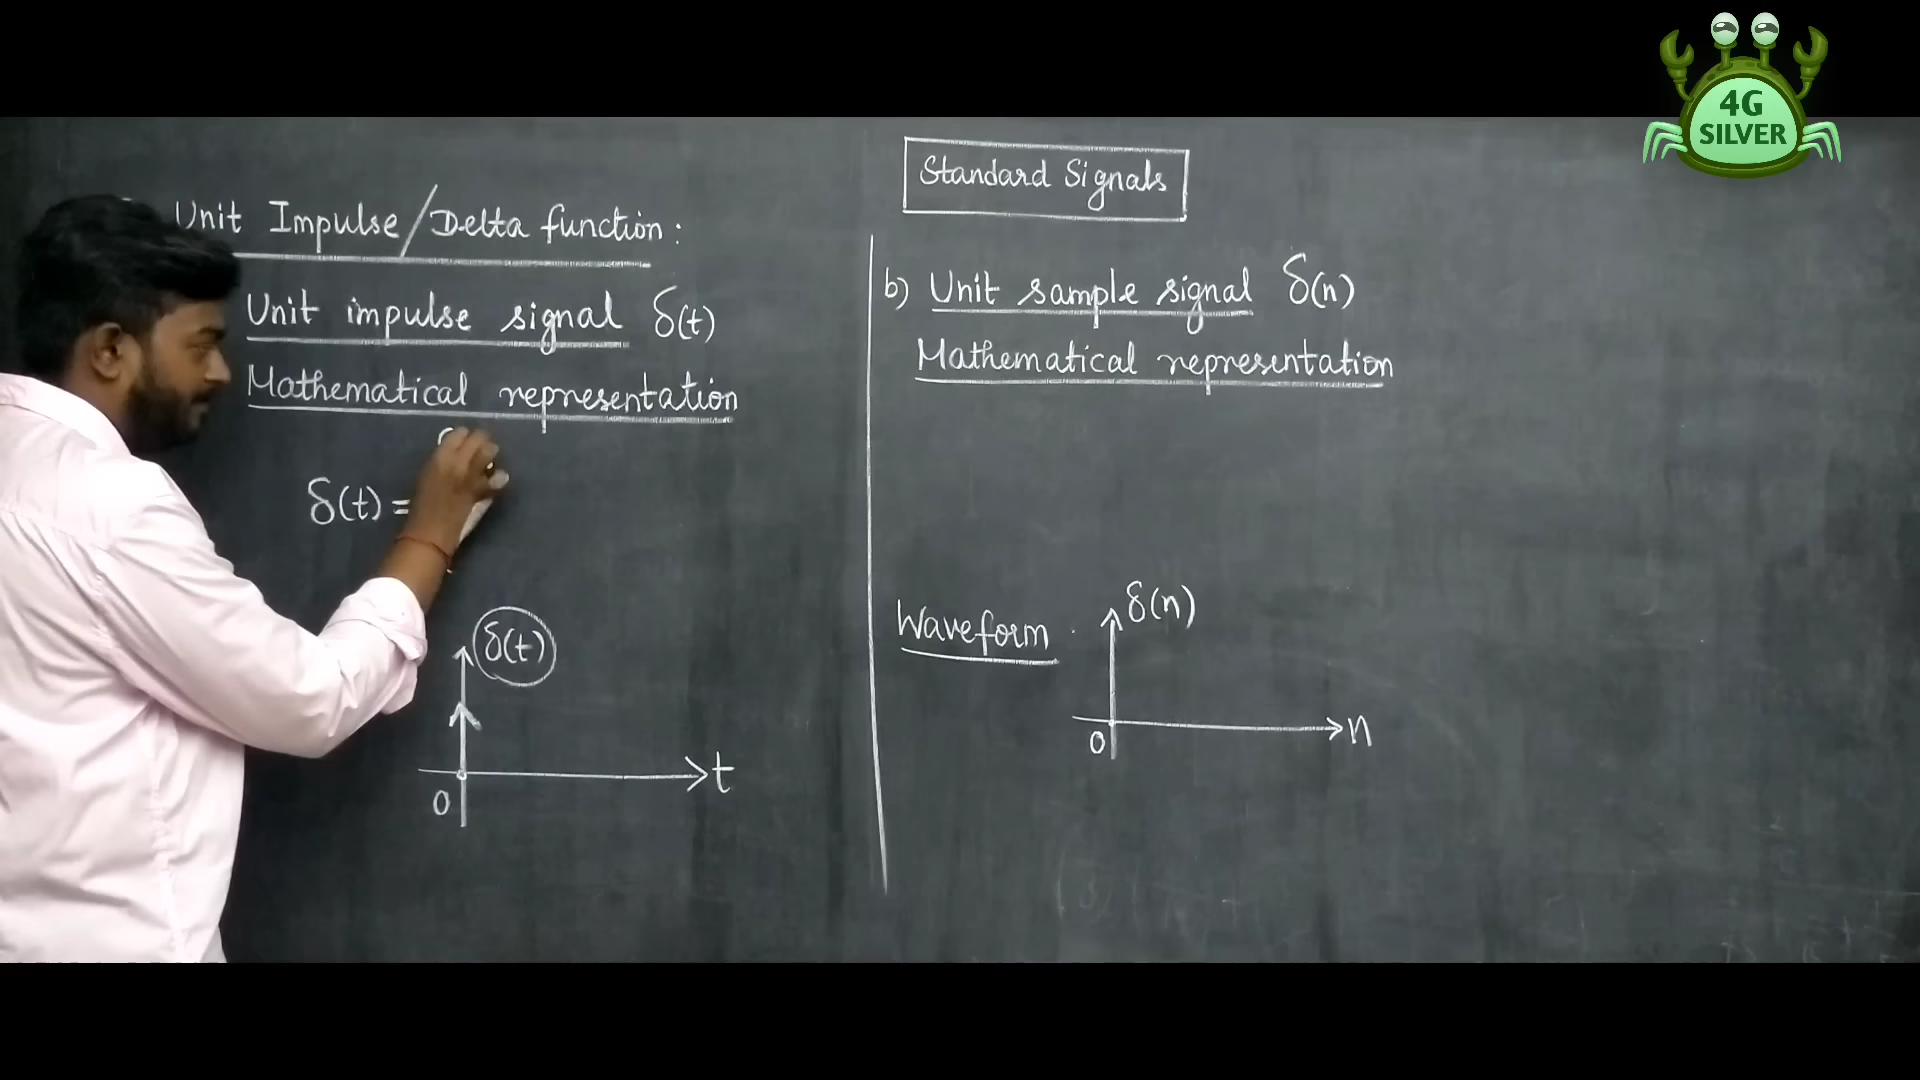 Standard Signals
Unit Impulse/Delta function:
Unit impulse signal δ(t)
Mathematical representation
δ(t) =
δ(t)
t
0
b) Unit sample signal δ(n)
Mathematical representation
Waveform
δ(n)
n
0
4G
SILVER